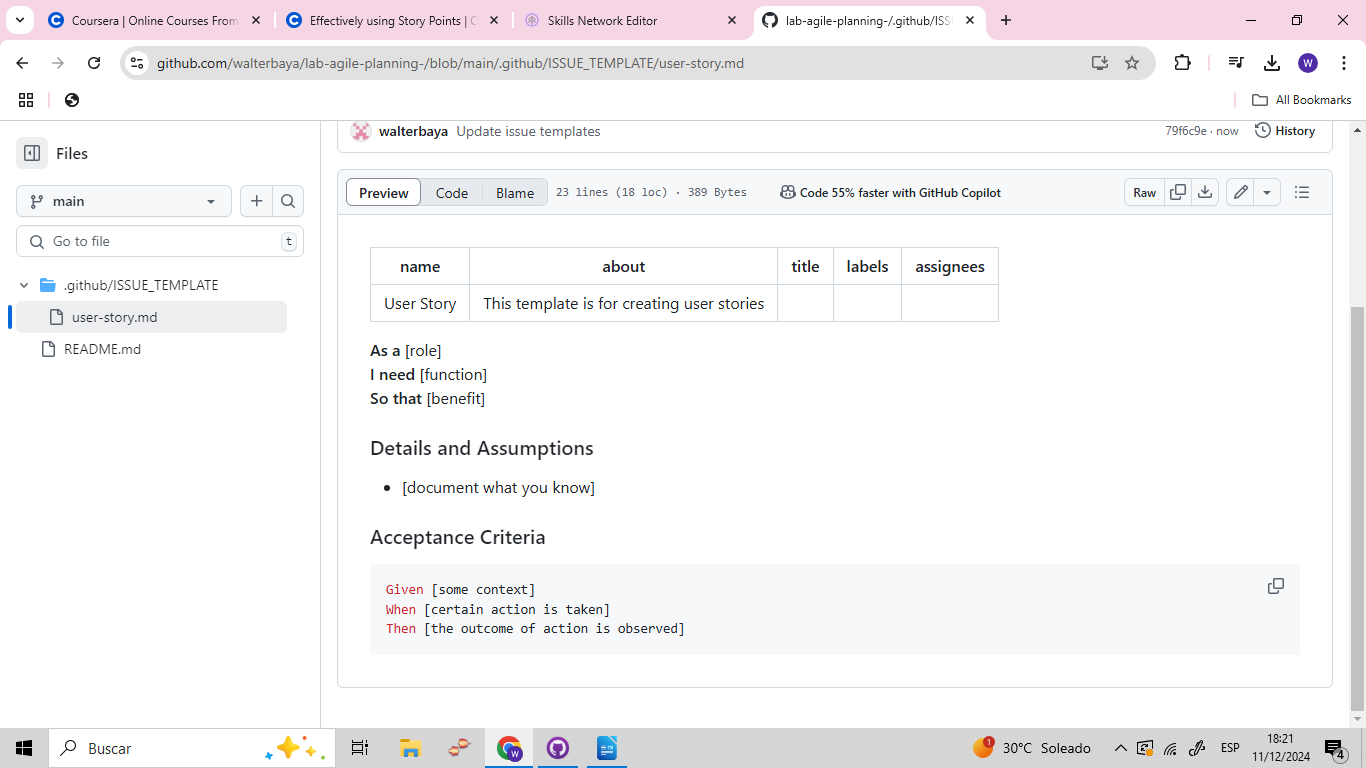 Coursera | Online Courses From
Effectively using Story Points | C
Skills Network Editor
lab-agile-planning-/.github/ISS
github.com/walterbaya/lab-agile-planning-/blob/main/.github/ISSUE_TEMPLATE/user-story.md
W
All Bookmarks
Files
main
Go to file
t
.github/ISSUE_TEMPLATE
user-story.md
README.md
walterbaya Update issue templates
79f6c9e · now
History
Preview Code Blame
23 lines (18 loc) · 389 Bytes
Code 55% faster with GitHub Copilot
Raw
name about title labels assignees
User Story This template is for creating user stories
As a [role]
I need [function]
So that [benefit]
Details and Assumptions
• [document what you know]
Acceptance Criteria
Given [some context]
When [certain action is taken]
Then [the outcome of action is observed]
Buscar
W
1
30°C Soleado
ESP
18:21
11/12/2024
4